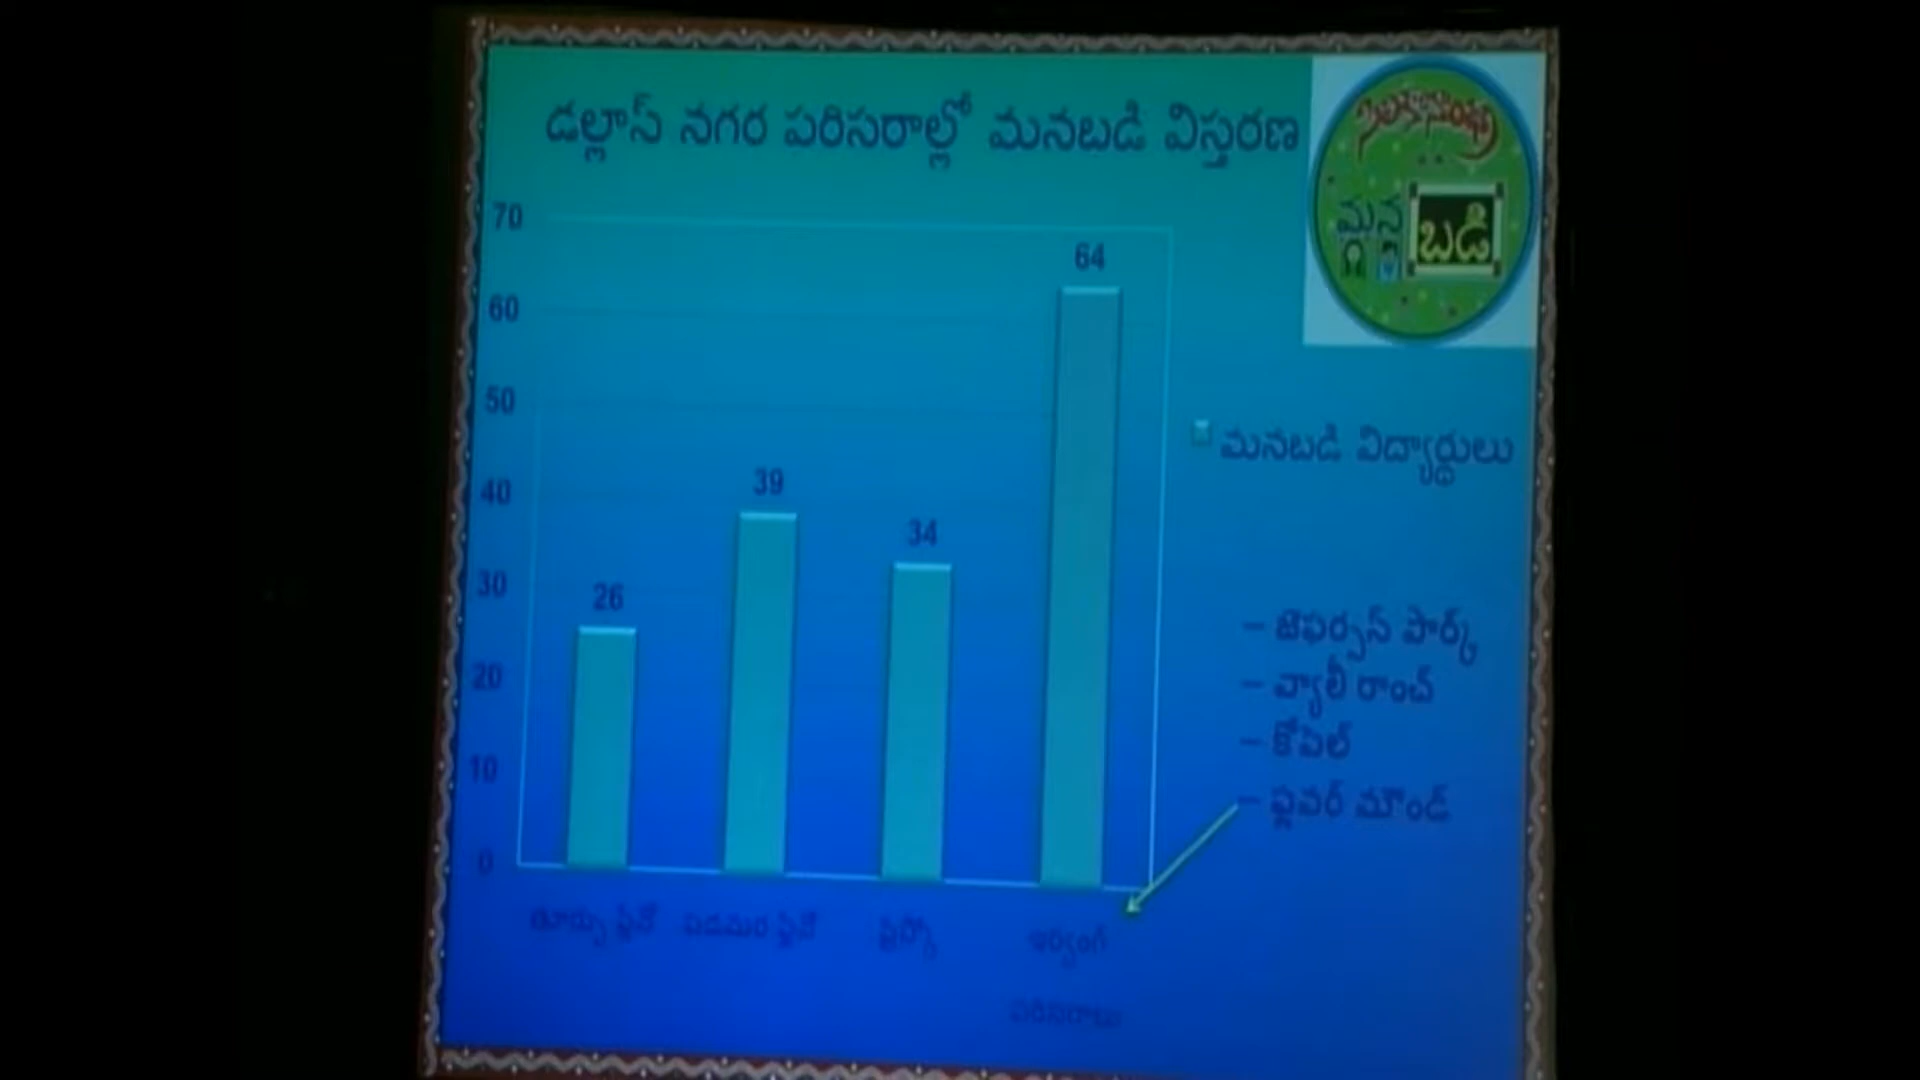 డల్లాస్ నగర పరిసరాల్లో మనబడి విస్తరణ
సిలికానాంధ్ర
మన
బడి
70
60
50
40
30
20
10
0
26
39
34
64
మనబడి విద్యార్థులు
– జెఫర్సన్ పార్క్
– వ్యాలీ రాంచ్
– కోపెల్
– ఫ్లవర్ మౌండ్
తూర్పు ప్లేనో
పడమర ప్లేనో
ఫ్రిస్కో
ఇర్వింగ్
పరిసరాలు